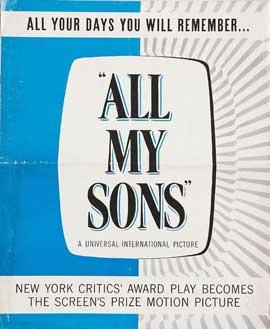 ALL YOUR DAYS YOU WILL REMEMBER...
"ALL
MY
SONS"
A UNIVERSAL-INTERNATIONAL PICTURE
NEW YORK CRITICS' AWARD PLAY BECOMES
THE SCREEN'S PRIZE MOTION PICTURE